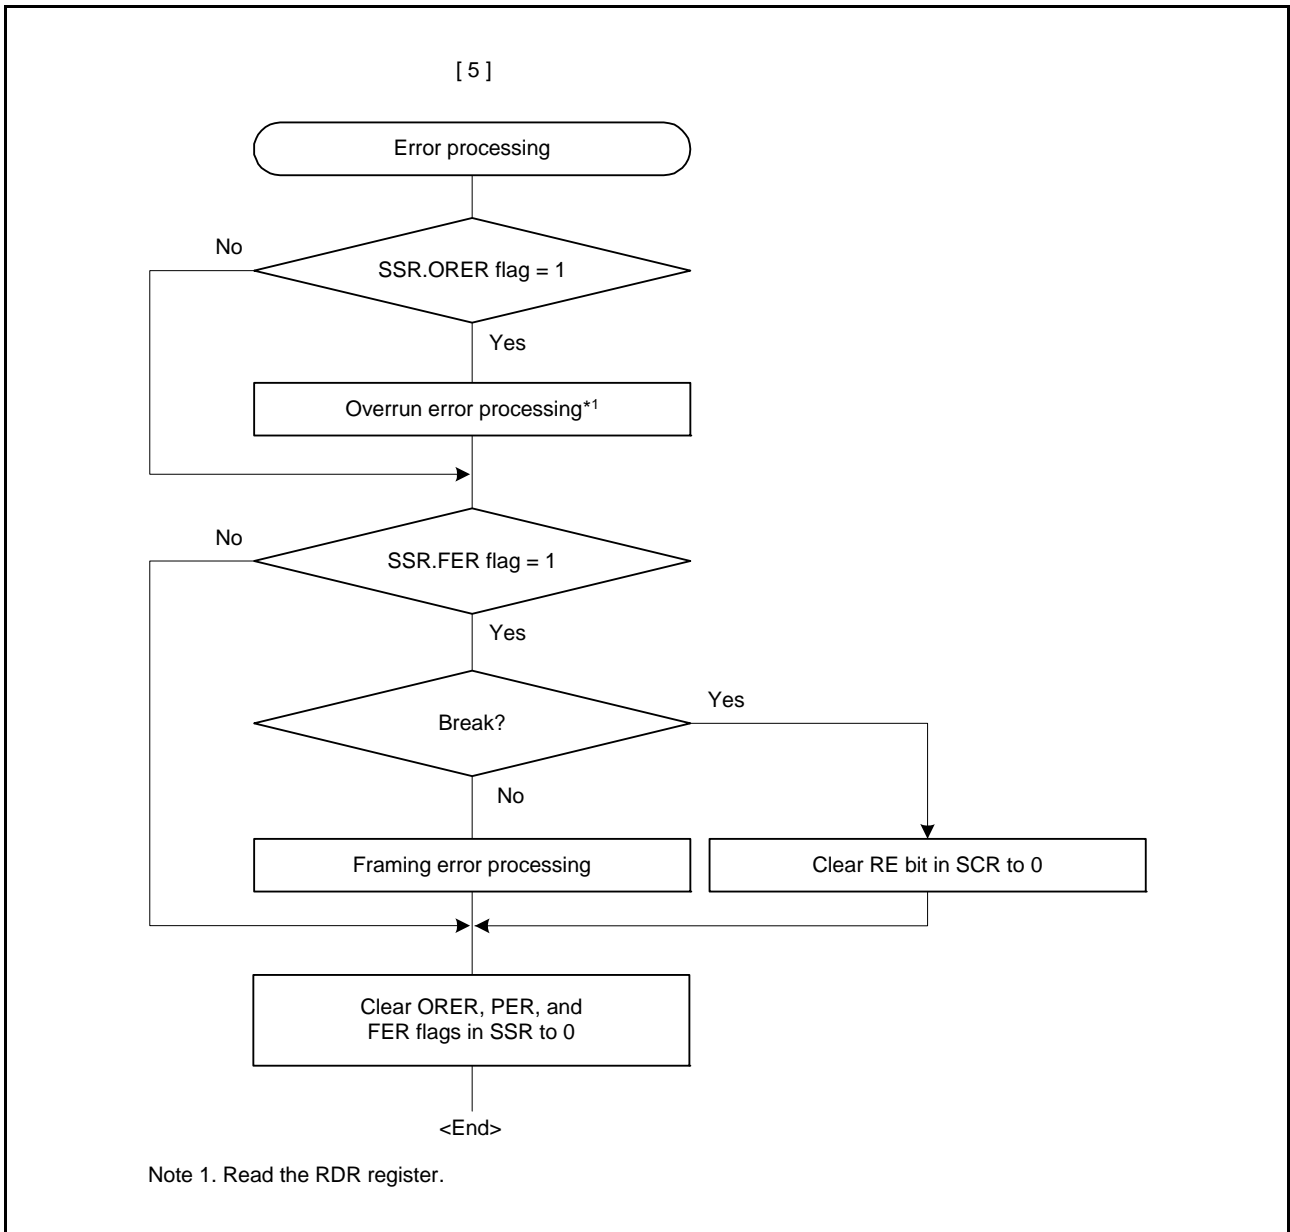 [ 5 ]
Error processing
No
SSR.ORER flag = 1
Yes
Overrun error processing*1
No
SSR.FER flag = 1
Yes
Yes
Break?
No
Framing error processing
Clear RE bit in SCR to 0
Clear ORER, PER, and
FER flags in SSR to 0
<End>
Note 1. Read the RDR register.